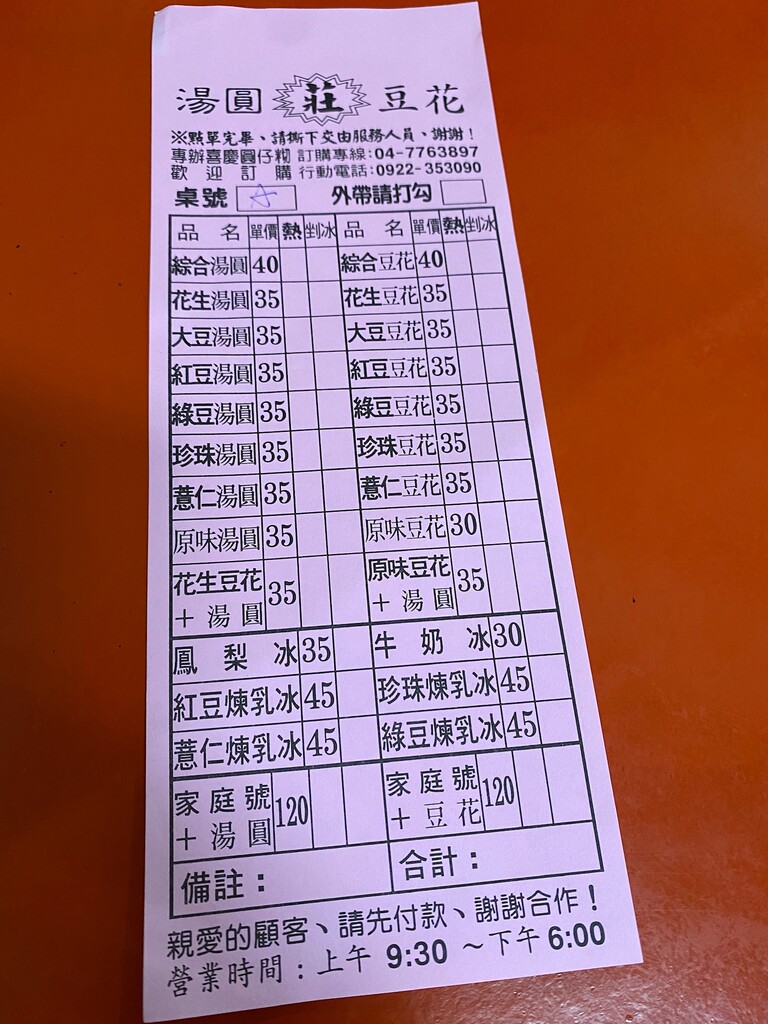 湯圓 莊 豆花
※點單完畢、請撕下交由服務人員、謝謝!
專辦喜慶圓仔粿 訂購專線:04-7763897
歡迎訂購 行動電話:0922-353090
桌號 外帶請打勾
品名 單價 熱 剉冰 品名 單價 熱 剉冰
綜合湯圓 40 綜合豆花 40
花生湯圓 35 花生豆花 35
大豆湯圓 35 大豆豆花 35
紅豆湯圓 35 紅豆豆花 35
綠豆湯圓 35 綠豆豆花 35
珍珠湯圓 35 珍珠豆花 35
薏仁湯圓 35 薏仁豆花 35
原味湯圓 35 原味豆花 30
花生豆花 35 原味豆花 35
+湯圓 +湯圓
鳳梨冰 35 牛奶冰 30
紅豆煉乳冰 45 珍珠煉乳冰 45
薏仁煉乳冰 45 綠豆煉乳冰 45
家庭號 120 家庭號 120
+湯圓 +豆花
備註: 合計:
親愛的顧客、請先付款、謝謝合作!
營業時間:上午 9:30 ~下午 6:00